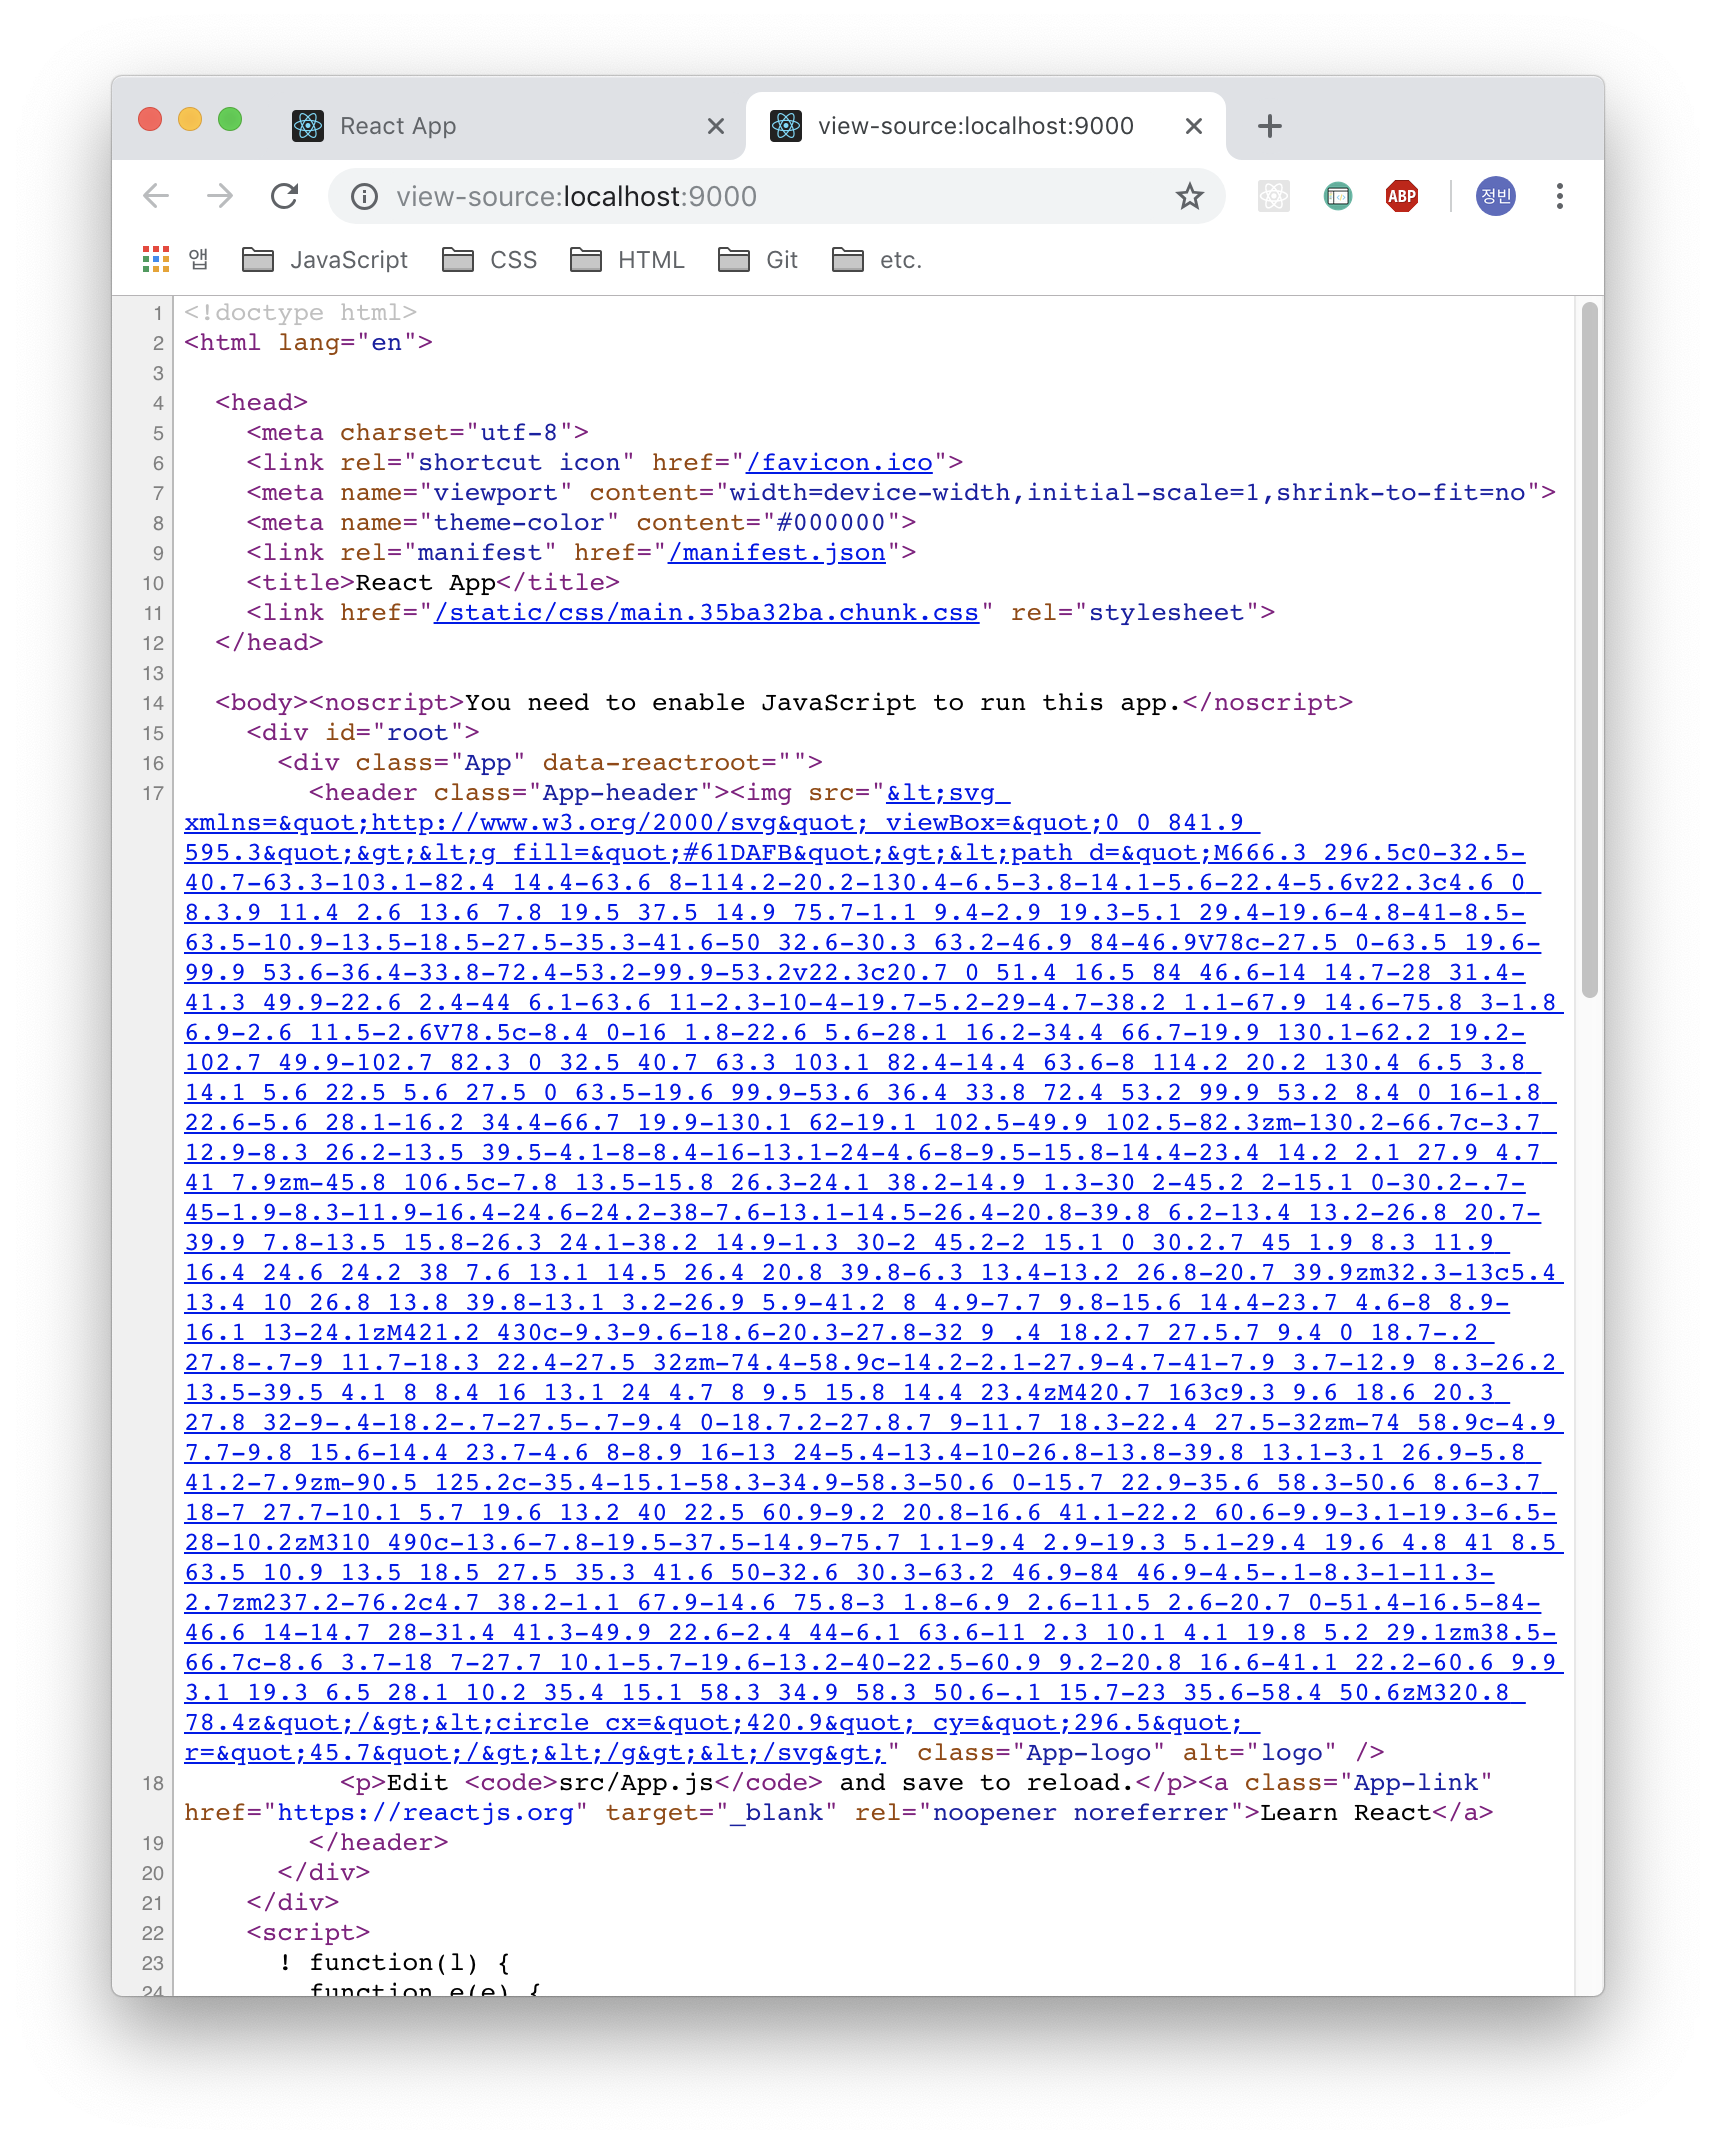 React App
view-source:localhost:9000
view-source:localhost:9000
ABP
정빈
앱 JavaScript CSS HTML Git etc.
1 <!doctype html>
2 <html lang="en">
3
4 <head>
5 <meta charset="utf-8">
6 <link rel="shortcut icon" href="/favicon.ico">
7 <meta name="viewport" content="width=device-width,initial-scale=1,shrink-to-fit=no">
8 <meta name="theme-color" content="#000000">
9 <link rel="manifest" href="/manifest.json">
10 <title>React App</title>
11 <link href="/static/css/main.35ba32ba.chunk.css" rel="stylesheet">
12 </head>
13
14 <body><noscript>You need to enable JavaScript to run this app.</noscript>
15 <div id="root">
16 <div class="App" data-reactroot="">
17 <header class="App-header"><img src="&lt;svg
xmlns=&quot;http://www.w3.org/2000/svg&quot; viewBox=&quot;0 0 841.9
595.3&quot;&gt;&lt;g fill=&quot;#61DAFB&quot;&gt;&lt;path d=&quot;M666.3 296.5c0-32.5-
40.7-63.3-103.1-82.4 14.4-63.6 8-114.2-20.2-130.4-6.5-3.8-14.1-5.6-22.4-5.6v22.3c4.6 0
8.3.9 11.4 2.6 13.6 7.8 19.5 37.5 14.9 75.7-1.1 9.4-2.9 19.3-5.1 29.4-19.6-4.8-41-8.5-
63.5-10.9-13.5-18.5-27.5-35.3-41.6-50 32.6-30.3 63.2-46.9 84-46.9V78c-27.5 0-63.5 19.6-
99.9 53.6-36.4-33.8-72.4-53.2-99.9-53.2v22.3c20.7 0 51.4 16.5 84 46.6-14 14.7-28 31.4-
41.3 49.9-22.6 2.4-44 6.1-63.6 11-2.3-10-4-19.7-5.2-29-4.7-38.2 1.1-67.9 14.6-75.8 3-1.8
6.9-2.6 11.5-2.6V78.5c-8.4 0-16 1.8-22.6 5.6-28.1 16.2-34.4 66.7-19.9 130.1-62.2 19.2-
102.7 49.9-102.7 82.3 0 32.5 40.7 63.3 103.1 82.4-14.4 63.6-8 114.2 20.2 130.4 6.5 3.8
14.1 5.6 22.5 5.6 27.5 0 63.5-19.6 99.9-53.6 36.4 33.8 72.4 53.2 99.9 53.2 8.4 0 16-1.8
22.6-5.6 28.1-16.2 34.4-66.7 19.9-130.1 62-19.1 102.5-49.9 102.5-82.3zm-130.2-66.7c-3.7
12.9-8.3 26.2-13.5 39.5-4.1-8-8.4-16-13.1-24-4.6-8-9.5-15.8-14.4-23.4 14.2 2.1 27.9 4.7
41 7.9zm-45.8 106.5c-7.8 13.5-15.8 26.3-24.1 38.2-14.9 1.3-30 2-45.2 2-15.1 0-30.2-.7-
45-1.9-8.3-11.9-16.4-24.6-24.2-38-7.6-13.1-14.5-26.4-20.8-39.8 6.2-13.4 13.2-26.8 20.7-
39.9 7.8-13.5 15.8-26.3 24.1-38.2 14.9-1.3 30-2 45.2-2 15.1 0 30.2.7 45 1.9 8.3 11.9
16.4 24.6 24.2 38 7.6 13.1 14.5 26.4 20.8 39.8-6.3 13.4-13.2 26.8-20.7 39.9zm32.3-13c5.4
13.4 10 26.8 13.8 39.8-13.1 3.2-26.9 5.9-41.2 8 4.9-7.7 9.8-15.6 14.4-23.7 4.6-8 8.9-
16.1 13-24.1zM421.2 430c-9.3-9.6-18.6-20.3-27.8-32 9 .4 18.2.7 27.5.7 9.4 0 18.7-.2
27.8-.7-9 11.7-18.3 22.4-27.5 32zm-74.4-58.9c-14.2-2.1-27.9-4.7-41-7.9 3.7-12.9 8.3-26.2
13.5-39.5 4.1 8 8.4 16 13.1 24 4.7 8 9.5 15.8 14.4 23.4zM420.7 163c9.3 9.6 18.6 20.3
27.8 32-9-.4-18.2-.7-27.5-.7-9.4 0-18.7.2-27.8.7 9-11.7 18.3-22.4 27.5-32zm-74 58.9c-4.9
7.7-9.8 15.6-14.4 23.7-4.6 8-8.9 16-13 24-5.4-13.4-10-26.8-13.8-39.8 13.1-3.1 26.9-5.8
41.2-7.9zm-90.5 125.2c-35.4-15.1-58.3-34.9-58.3-50.6 0-15.7 22.9-35.6 58.3-50.6 8.6-3.7
18-7 27.7-10.1 5.7 19.6 13.2 40 22.5 60.9-9.2 20.8-16.6 41.1-22.2 60.6-9.9-3.1-19.3-6.5-
28-10.2zM310 490c-13.6-7.8-19.5-37.5-14.9-75.7 1.1-9.4 2.9-19.3 5.1-29.4 19.6 4.8 41 8.5
63.5 10.9 13.5 18.5 27.5 35.3 41.6 50-32.6 30.3-63.2 46.9-84 46.9-4.5-.1-8.3-1-11.3-
2.7zm237.2-76.2c4.7 38.2-1.1 67.9-14.6 75.8-3 1.8-6.9 2.6-11.5 2.6-20.7 0-51.4-16.5-84-
46.6 14-14.7 28-31.4 41.3-49.9 22.6-2.4 44-6.1 63.6-11 2.3 10.1 4.1 19.8 5.2 29.1zm38.5-
66.7c-8.6 3.7-18 7-27.7 10.1-5.7-19.6-13.2-40-22.5-60.9 9.2-20.8 16.6-41.1 22.2-60.6 9.9
3.1 19.3 6.5 28.1 10.2 35.4 15.1 58.3 34.9 58.3 50.6-.1 15.7-23 35.6-58.4 50.6zM320.8
78.4z&quot;/&gt;&lt;circle cx=&quot;420.9&quot; cy=&quot;296.5&quot;
r=&quot;45.7&quot;/&gt;&lt;/g&gt;&lt;/svg&gt;" class="App-logo" alt="logo" />
18 <p>Edit <code>src/App.js</code> and save to reload.</p><a class="App-link"
href="https://reactjs.org" target="_blank" rel="noopener noreferrer">Learn React</a>
19 </header>
20 </div>
21 </div>
22 <script>
23 ! function(l) {
24 function e(e) {